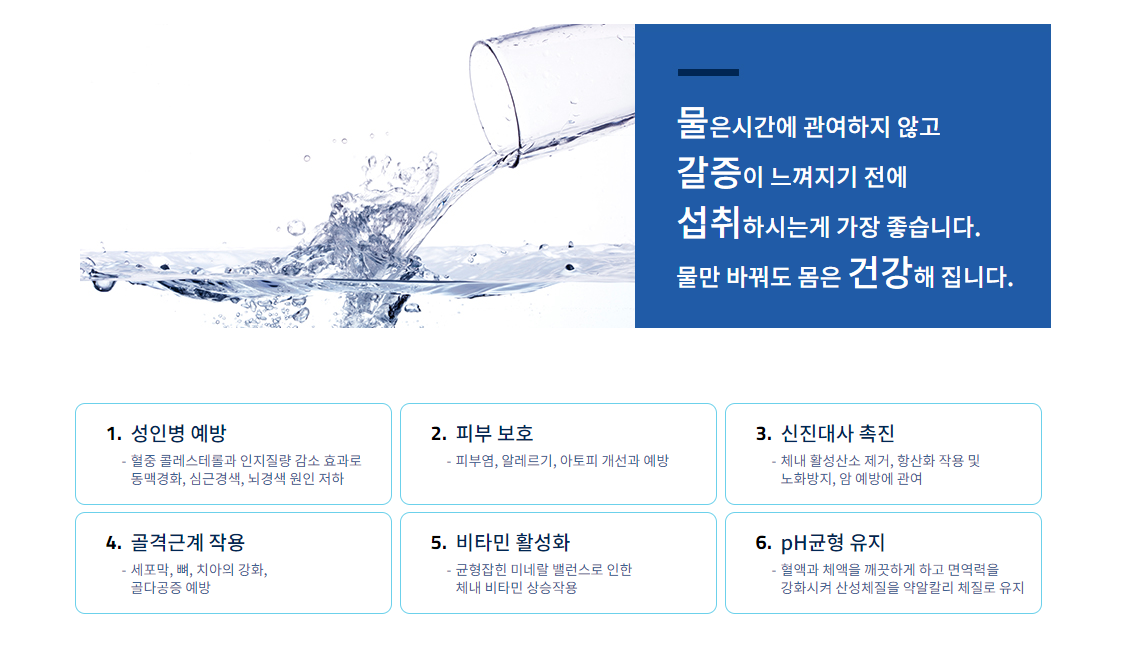 물은시간에 관여하지 않고
갈증이 느껴지기 전에
섭취하시는게 가장 좋습니다.
물만 바꿔도 몸은 건강해 집니다.
1. 성인병 예방
- 혈중 콜레스테롤과 인지질량 감소 효과로
동맥경화, 심근경색, 뇌경색 원인 저하
2. 피부 보호
- 피부염, 알레르기, 아토피 개선과 예방
3. 신진대사 촉진
- 체내 활성산소 제거, 항산화 작용 및
노화방지, 암 예방에 관여
4. 골격근계 작용
- 세포막, 뼈, 치아의 강화,
골다공증 예방
5. 비타민 활성화
- 균형잡힌 미네랄 밸런스로 인한
체내 비타민 상승작용
6. pH균형 유지
- 혈액과 체액을 깨끗하게 하고 면역력을
강화시켜 산성체질을 약알칼리 체질로 유지